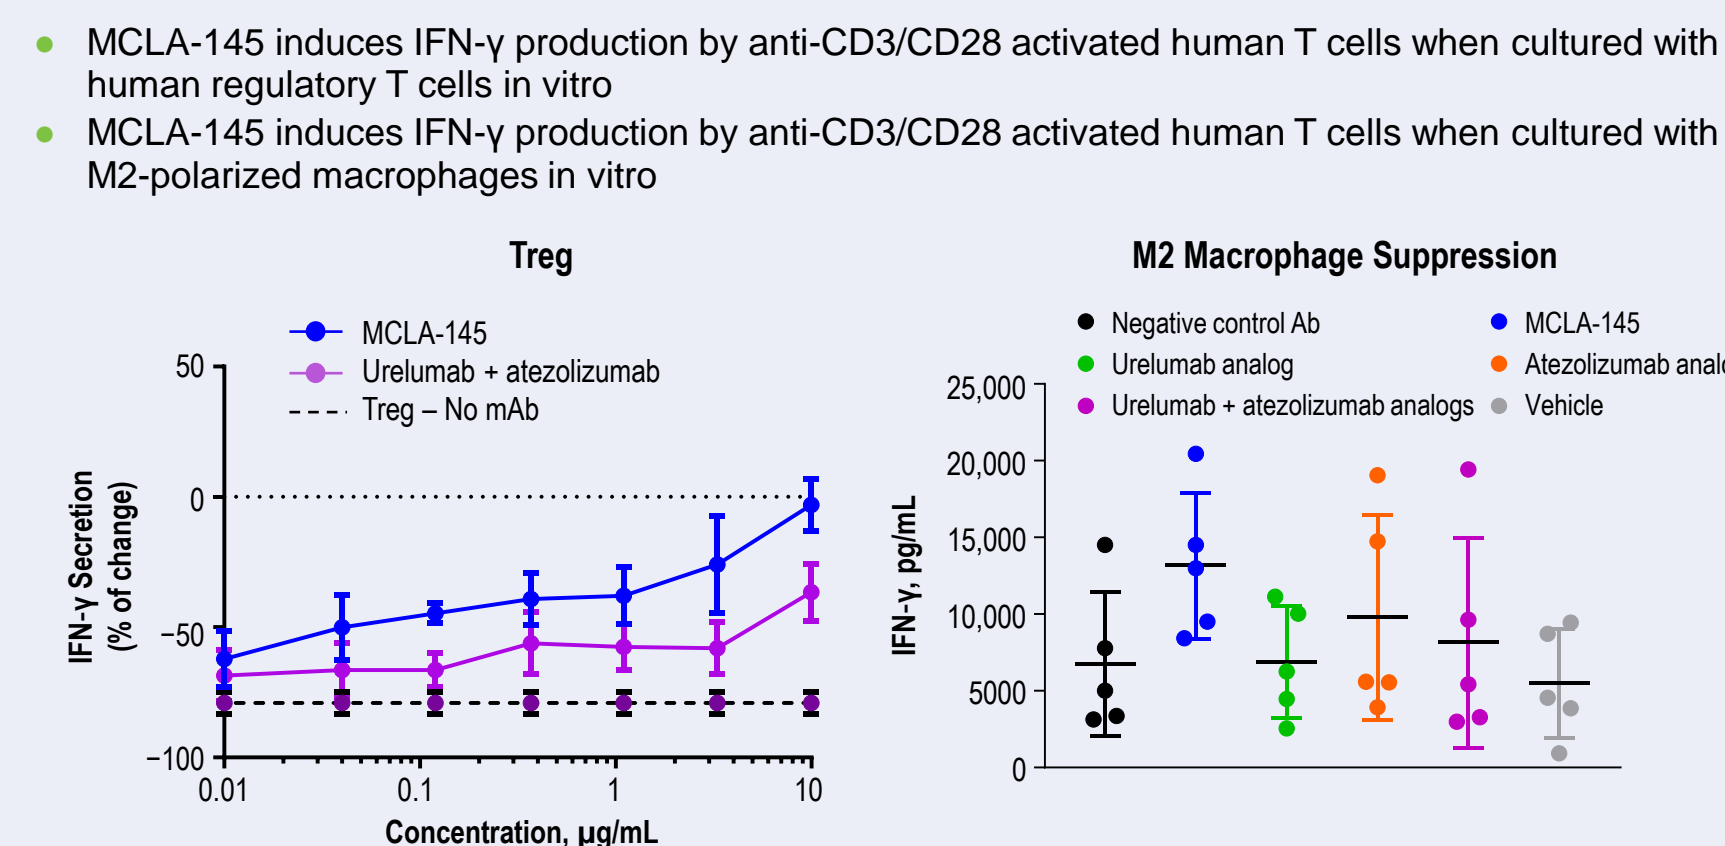 MCLA-145 induces IFN-γ production by anti-CD3/CD28 activated human T cells when cultured with
human regulatory T cells in vitro
MCLA-145 induces IFN-γ production by anti-CD3/CD28 activated human T cells when cultured with
M2-polarized macrophages in vitro
Treg
MCLA-145
Urelumab + atezolizumab
Treg – No mAb
IFN-γ Secretion
(% of change)
50
0
−50
−100
0.01
0.1
1
10
Concentration, µg/mL
M2 Macrophage Suppression
Negative control Ab
MCLA-145
Urelumab analog
Atezolizumab analo
Urelumab + atezolizumab analogs
Vehicle
IFN-γ, pg/mL
25,000
20,000
15,000
10,000
5000
0